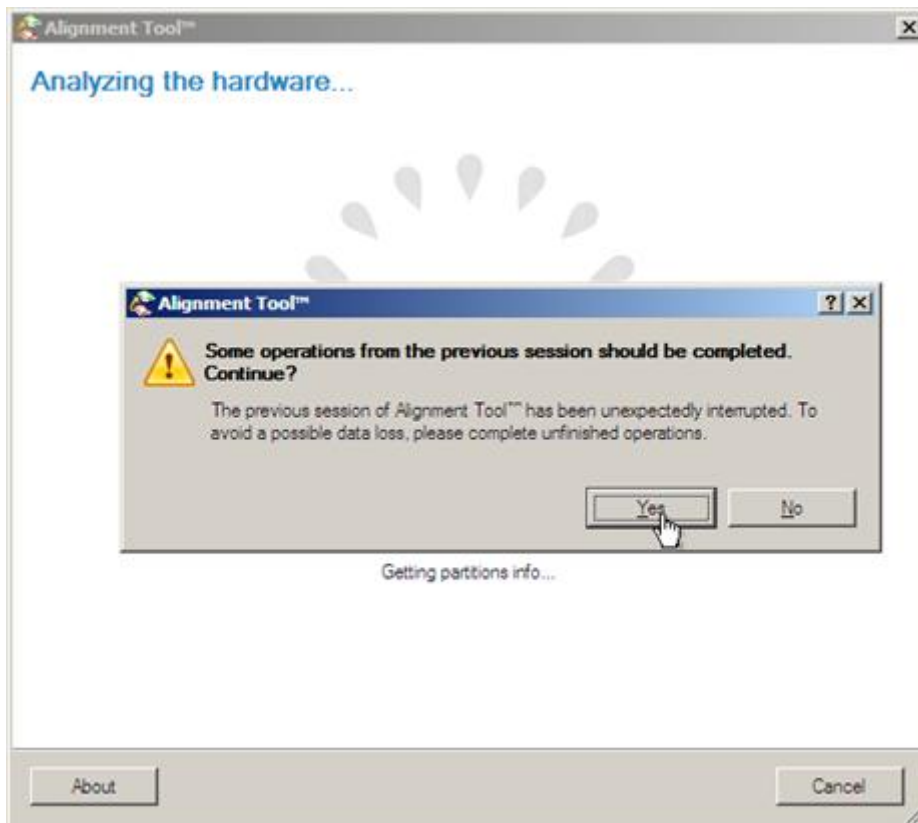 Alignment Tool™
Analyzing the hardware...
Alignment Tool™
Some operations from the previous session should be completed.
Continue?
The previous session of Alignment Tool™ has been unexpectedly interrupted. To
avoid a possible data loss, please complete unfinished operations.
Yes
No
Getting partitions info...
About
Cancel